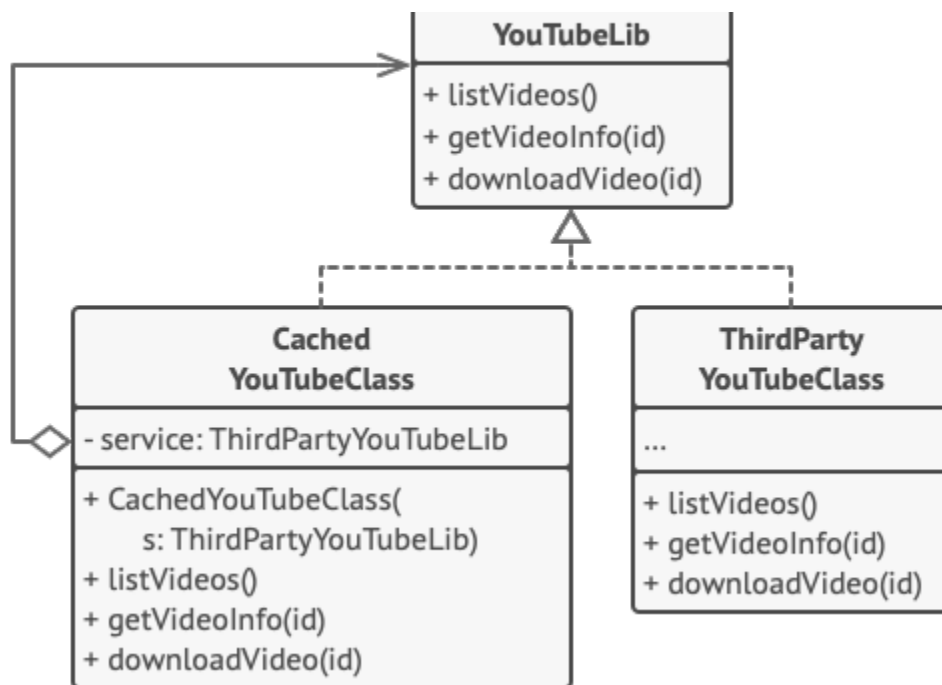 YouTubeLib
+ listVideos()
+ getVideoInfo(id)
+ downloadVideo(id)
Cached
YouTubeClass
- service: ThirdPartyYouTubeLib
+ CachedYouTubeClass(
s: ThirdPartyYouTubeLib)
+ listVideos()
+ getVideoInfo(id)
+ downloadVideo(id)
ThirdParty
YouTubeClass
...
+ listVideos()
+ getVideoInfo(id)
+ downloadVideo(id)